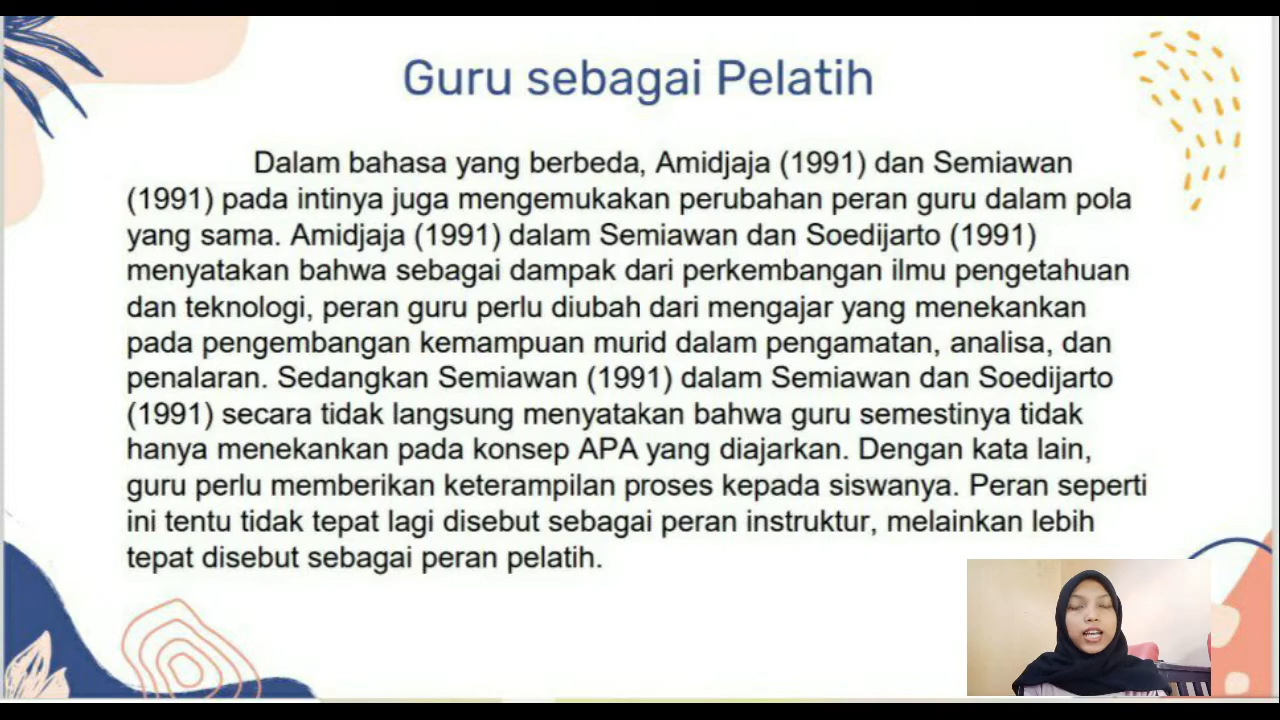 Guru sebagai Pelatih
Dalam bahasa yang berbeda, Amidjaja (1991) dan Semiawan
(1991) pada intinya juga mengemukakan perubahan peran guru dalam pola
yang sama. Amidjaja (1991) dalam Semiawan dan Soedijarto (1991)
menyatakan bahwa sebagai dampak dari perkembangan ilmu pengetahuan
dan teknologi, peran guru perlu diubah dari mengajar yang menekankan
pada pengembangan kemampuan murid dalam pengamatan, analisa, dan
penalaran. Sedangkan Semiawan (1991) dalam Semiawan dan Soedijarto
(1991) secara tidak langsung menyatakan bahwa guru semestinya tidak
hanya menekankan pada konsep APA yang diajarkan. Dengan kata lain,
guru perlu memberikan keterampilan proses kepada siswanya. Peran seperti
ini tentu tidak tepat lagi disebut sebagai peran instruktur, melainkan lebih
tepat disebut sebagai peran pelatih.